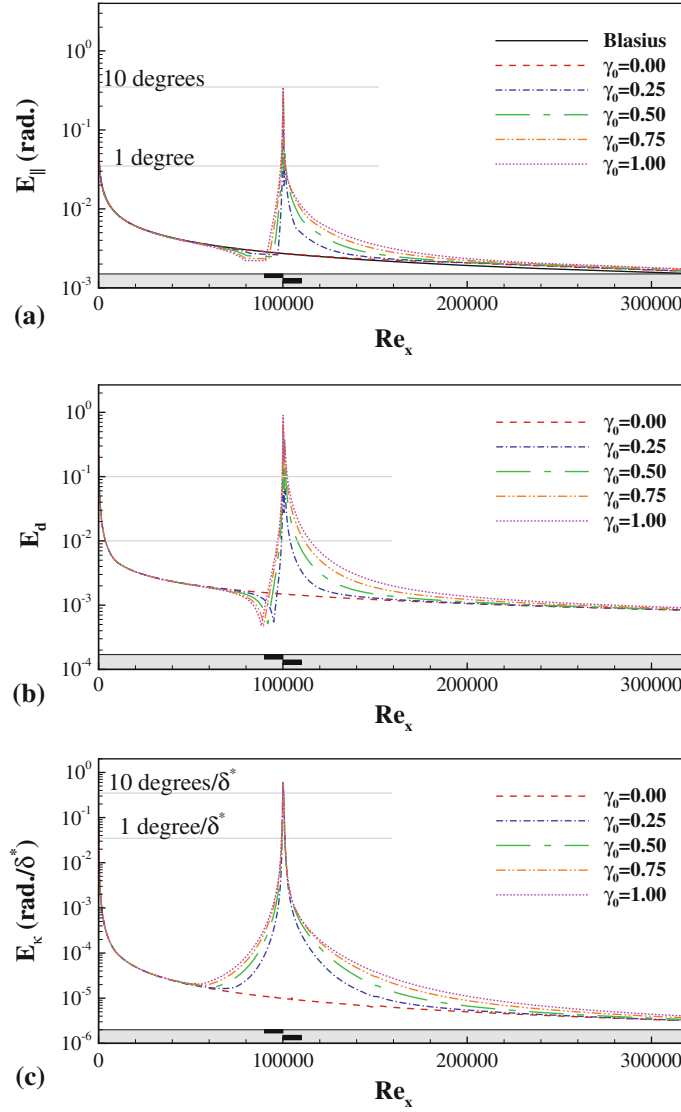 10⁰
10⁻¹
10⁻²
10⁻³
E∥ (rad.)
10 degrees
1 degree
Blasius
γ₀=0.00
γ₀=0.25
γ₀=0.50
γ₀=0.75
γ₀=1.00
0
100000
200000
300000
(a)
Reₓ
10⁰
10⁻¹
10⁻²
10⁻³
10⁻⁴
E_d
γ₀=0.00
γ₀=0.25
γ₀=0.50
γ₀=0.75
γ₀=1.00
0
100000
200000
300000
(b)
Reₓ
10⁰
10⁻¹
10⁻²
10⁻³
10⁻⁴
10⁻⁵
10⁻⁶
E_κ (rad./δ*)
10 degrees/δ*
1 degree/δ*
γ₀=0.00
γ₀=0.25
γ₀=0.50
γ₀=0.75
γ₀=1.00
0
100000
200000
300000
(c)
Reₓ